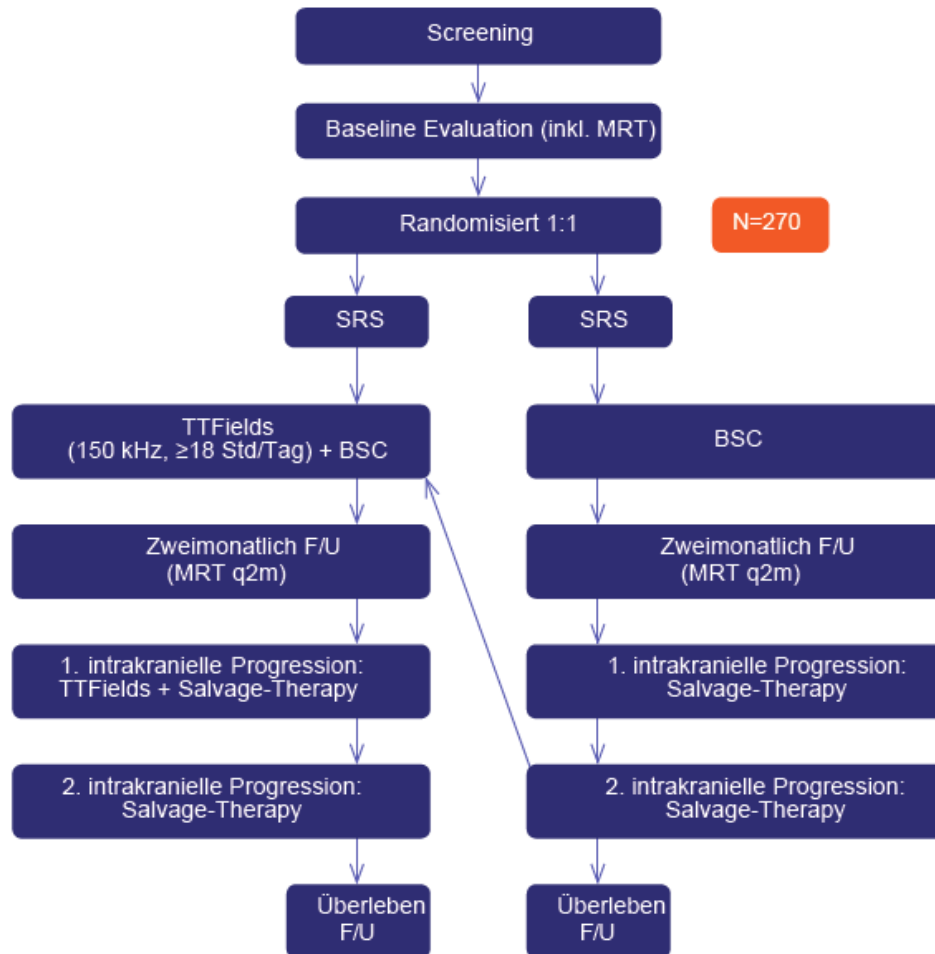 Screening
Baseline Evaluation (inkl. MRT)
Randomisiert 1:1
N=270
SRS
SRS
TTFields
(150 kHz, ≥18 Std/Tag) + BSC
BSC
Zweimonatlich F/U
(MRT q2m)
Zweimonatlich F/U
(MRT q2m)
1. intrakranielle Progression:
TTFields + Salvage-Therapy
1. intrakranielle Progression:
Salvage-Therapy
2. intrakranielle Progression:
Salvage-Therapy
2. intrakranielle Progression:
Salvage-Therapy
Überleben
F/U
Überleben
F/U